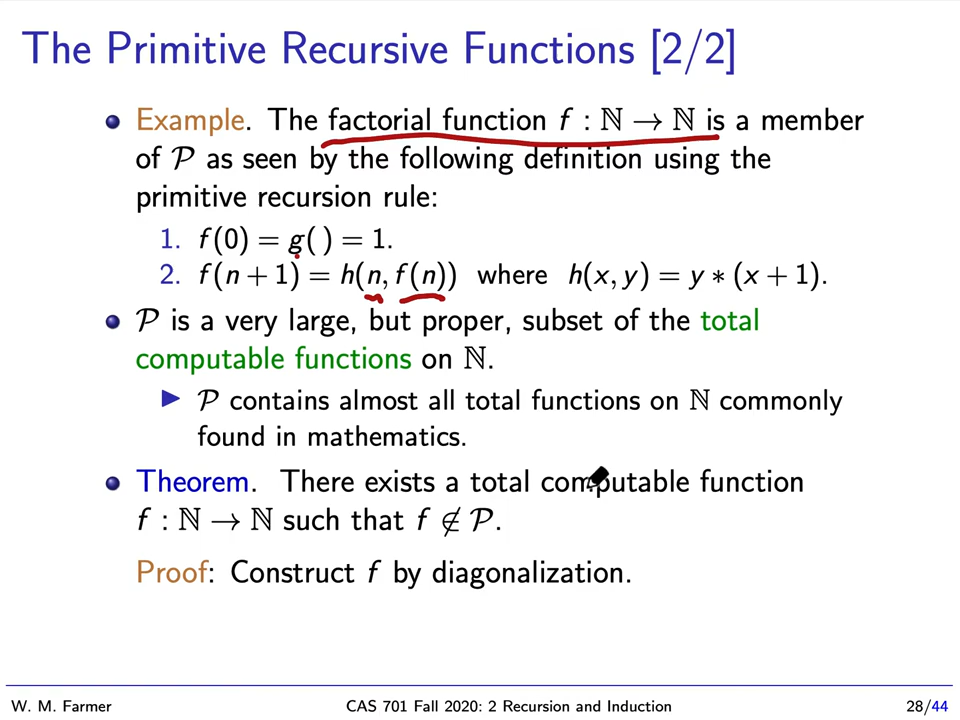 The Primitive Recursive Functions [2/2]
Example. The factorial function f : ℕ → ℕ is a member
of 𝒫 as seen by the following definition using the
primitive recursion rule:
1. f(0) = g( ) = 1.
2. f(n + 1) = h(n, f(n)) where h(x, y) = y ∗ (x + 1).
𝒫 is a very large, but proper, subset of the total
computable functions on ℕ.
𝒫 contains almost all total functions on ℕ commonly
found in mathematics.
Theorem. There exists a total computable function
f : ℕ → ℕ such that f ∉ 𝒫.
Proof: Construct f by diagonalization.
W. M. Farmer CAS 701 Fall 2020: 2 Recursion and Induction 28/44